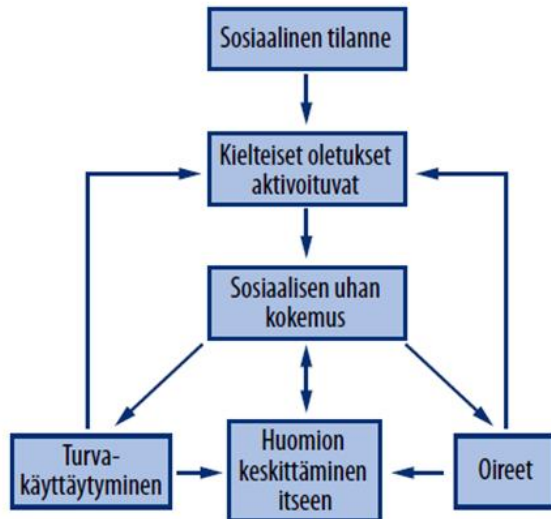 Sosiaalinen tilanne
Kielteiset oletukset
aktivoituvat
Sosiaalisen uhan
kokemus
Turva-
käyttäytyminen
Huomion
keskittäminen
itseen
Oireet